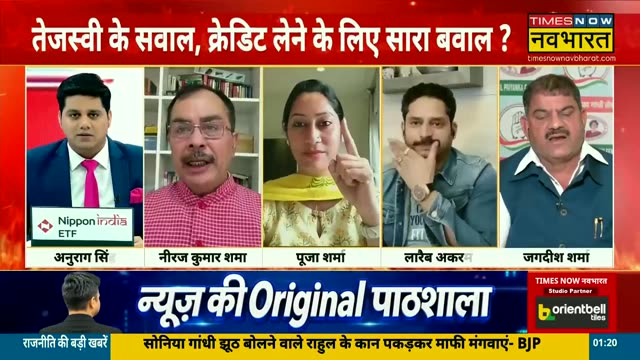 तेजस्वी के सवाल, क्रेडिट लेने के लिए सारा बवाल ?
TIMES NOW
नवभारत
timesnownavbharat.com
Nippon india
ETF
अनुराग सिं
नीरज कुमार शर्मा
पूजा शर्मा
लारैब अकरम
जगदीश शर्मा
न्यूज़ की Original पाठशाला
TIMES NOW नवभारत
Studio Partner
orientbell
tiles
राजनीति की बड़ी खबरें
सोनिया गांधी झूठ बोलने वाले राहुल के कान पकड़कर माफी मंगवाएं- BJP
01:20